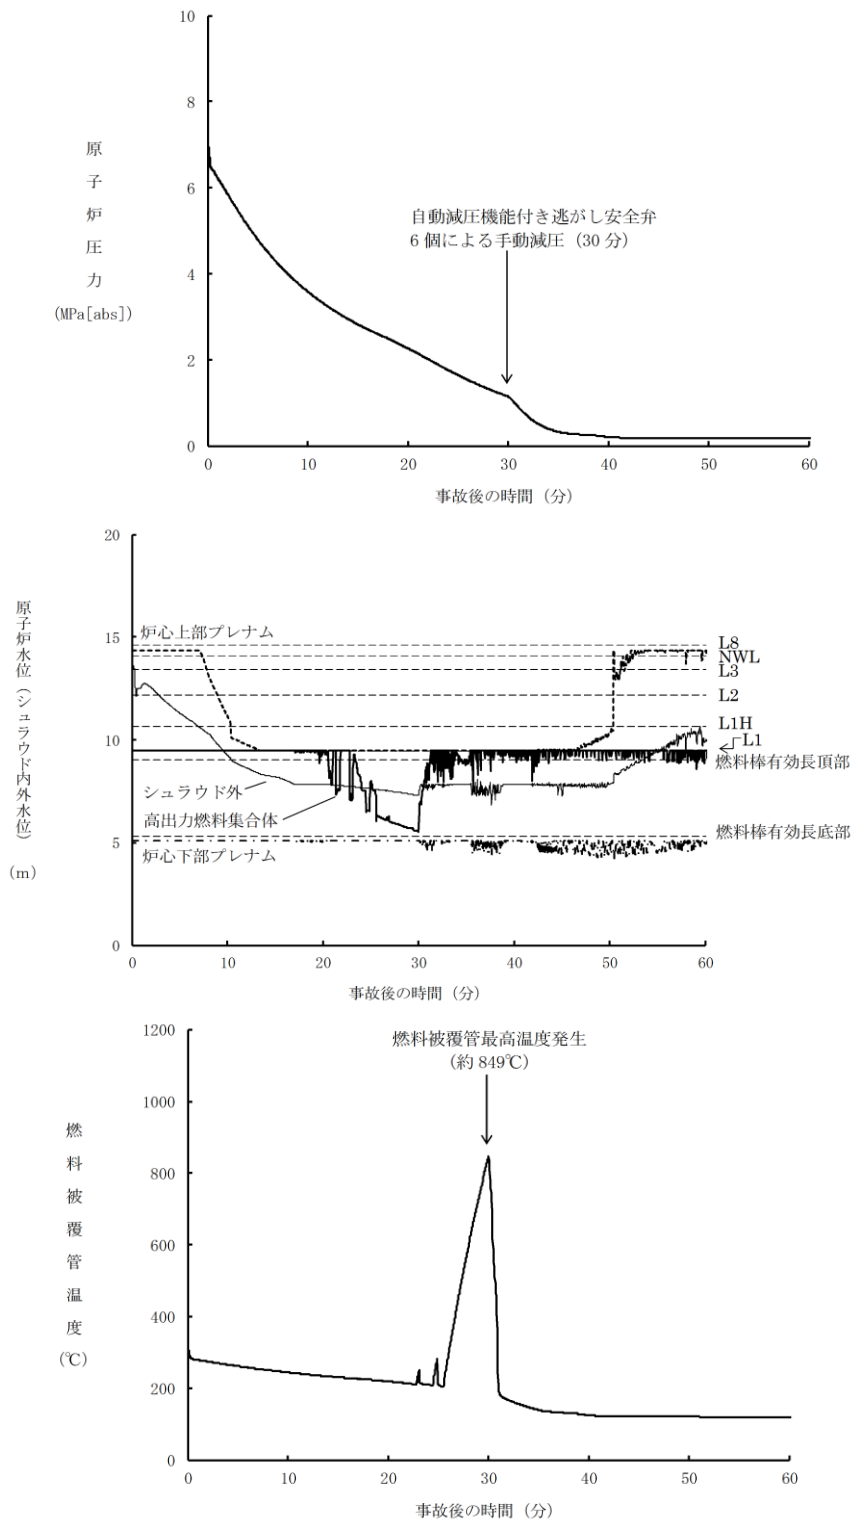 10
8
6
4
2
0
原子炉圧力
(MPa[abs])
自動減圧機能付き逃がし安全弁
6個による手動減圧（30分）
0 10 20 30 40 50 60
事故後の時間（分）
20
15
10
5
0
原子炉水位（シュラウド内外水位）
(m)
炉心上部プレナム
シュラウド外
高出力燃料集合体
炉心下部プレナム
L8
NWL
L3
L2
L1H
L1
燃料棒有効長頂部
燃料棒有効長底部
0 10 20 30 40 50 60
事故後の時間（分）
1200
1000
800
600
400
200
0
燃料被覆管温度
(℃)
燃料被覆管最高温度発生
（約849℃）
0 10 20 30 40 50 60
事故後の時間（分）